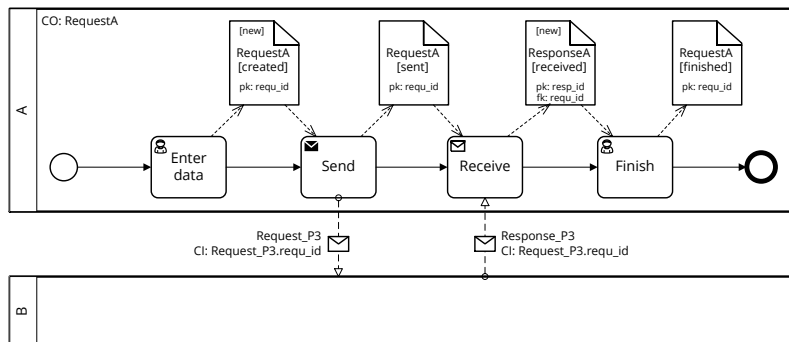 CO: RequestA
[new]
RequestA
[created]
pk: requ_id
RequestA
[sent]
pk: requ_id
[new]
ResponseA
[received]
pk: resp_id
fk: requ_id
RequestA
[finished]
pk: requ_id
A
Enter
data
Send
Receive
Finish
Request_P3
CI: Request_P3.requ_id
Response_P3
CI: Request_P3.requ_id
B